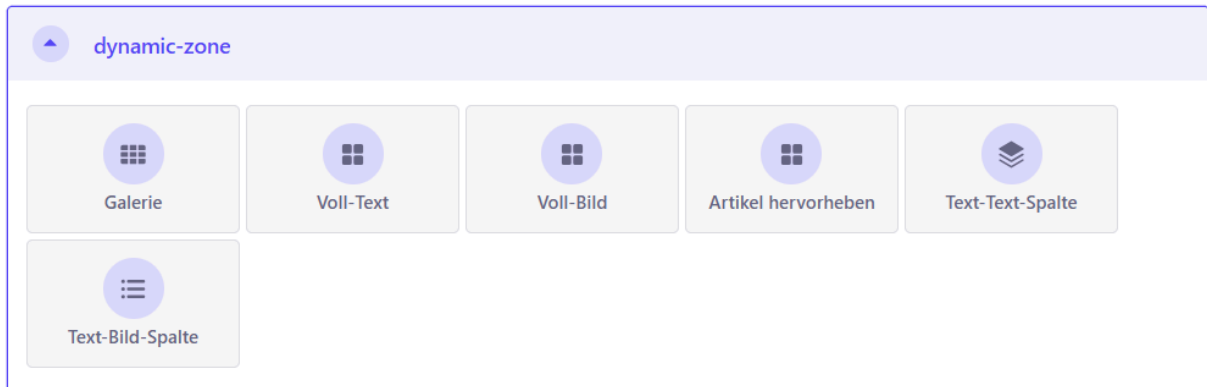 dynamic-zone
Galerie
Voll-Text
Voll-Bild
Artikel hervorheben
Text-Text-Spalte
Text-Bild-Spalte